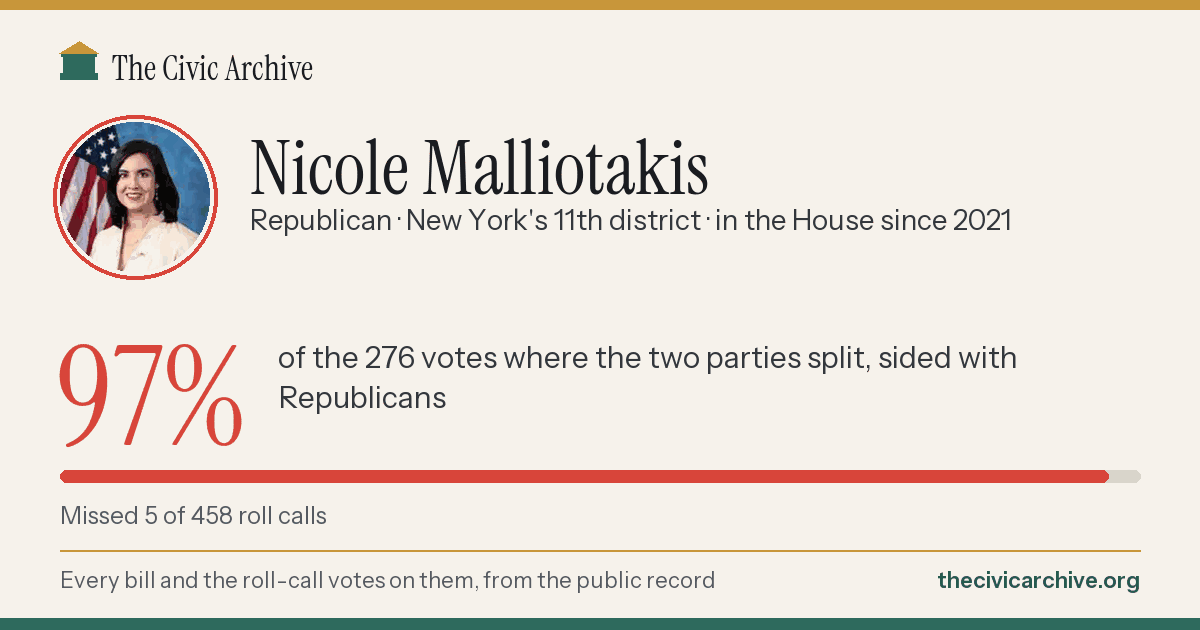 The Civic Archive
Nicole Malliotakis
Republican · New York's 11th district · in the House since 2021
97%
of the 276 votes where the two parties split, sided with
Republicans
Missed 5 of 458 roll calls
Every bill and the roll-call votes on them, from the public record
thecivicarchive.org